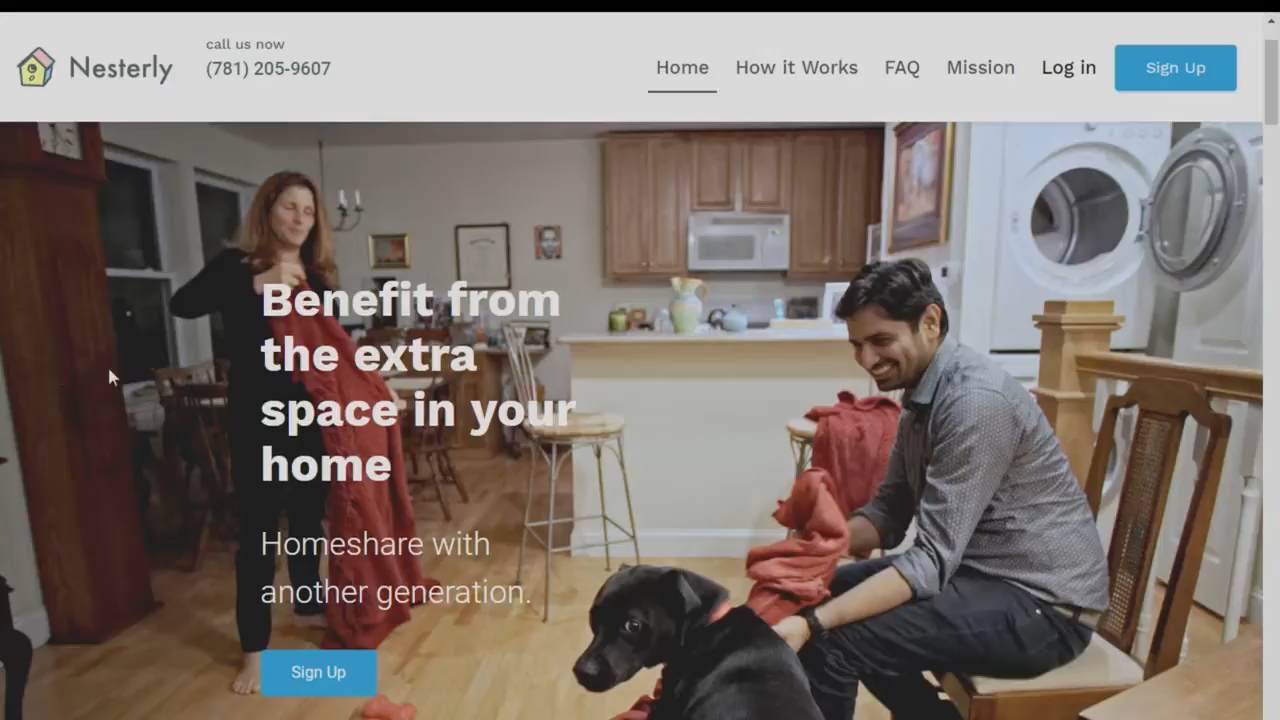 Nesterly
call us now
(781) 205-9607
Home
How it Works
FAQ
Mission
Log in
Sign Up
Benefit from
the extra
space in your
home
Homeshare with
another generation.
Sign Up